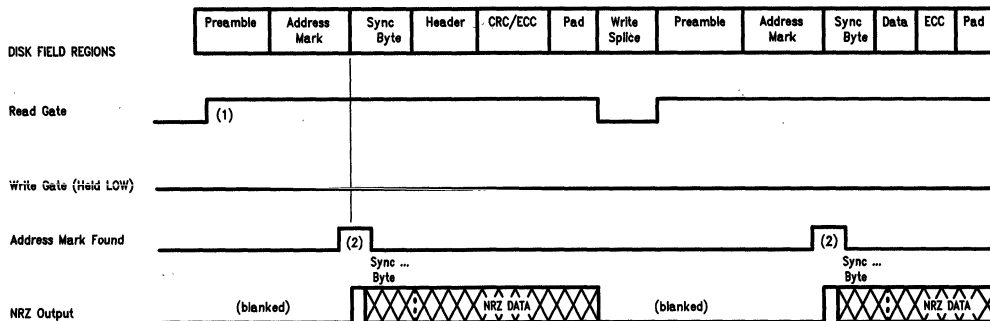 Preamble Address Mark Sync Byte Header CRC/ECC Pad Write Splice Preamble Address Mark Sync Byte Data ECC Pad
DISK FIELD REGIONS
Read Gate (1)
Write Gate (Held LOW)
Address Mark Found (2) (2)
Sync ... Byte Sync ... Byte
NRZ Output (blanked) NRZ DATA (blanked) NRZ DATA